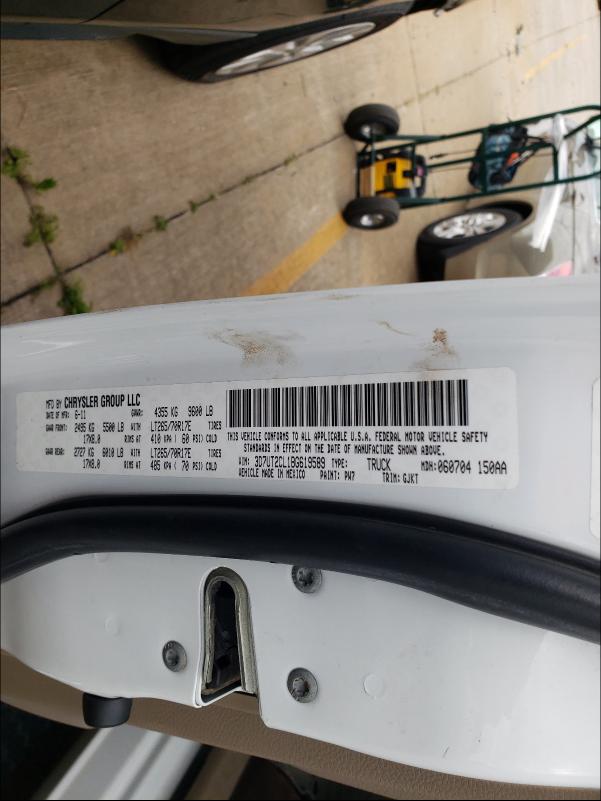 MFD BY CHRYSLER GROUP LLC
DATE OF MFR: 6-11 GVWR: 4355 KG 9600 LB
GAWR FRONT: 2495 KG 5500 LB WITH LT265/70R17E TIRES
17X8.0 RIMS AT 410 KPA ( 60 PSI) COLD
GAWR REAR: 2727 KG 6010 LB WITH LT265/70R17E TIRES
17X8.0 RIMS AT 485 KPA ( 70 PSI) COLD
THIS VEHICLE CONFORMS TO ALL APPLICABLE U.S.A. FEDERAL MOTOR VEHICLE SAFETY
STANDARDS IN EFFECT ON THE DATE OF MANUFACTURE SHOWN ABOVE.
VIN: 3D7UT2CL1BG619589 TYPE: TRUCK MDH: 060704 150AA
VEHICLE MADE IN MEXICO PAINT: PW7 TRIM: GJKT